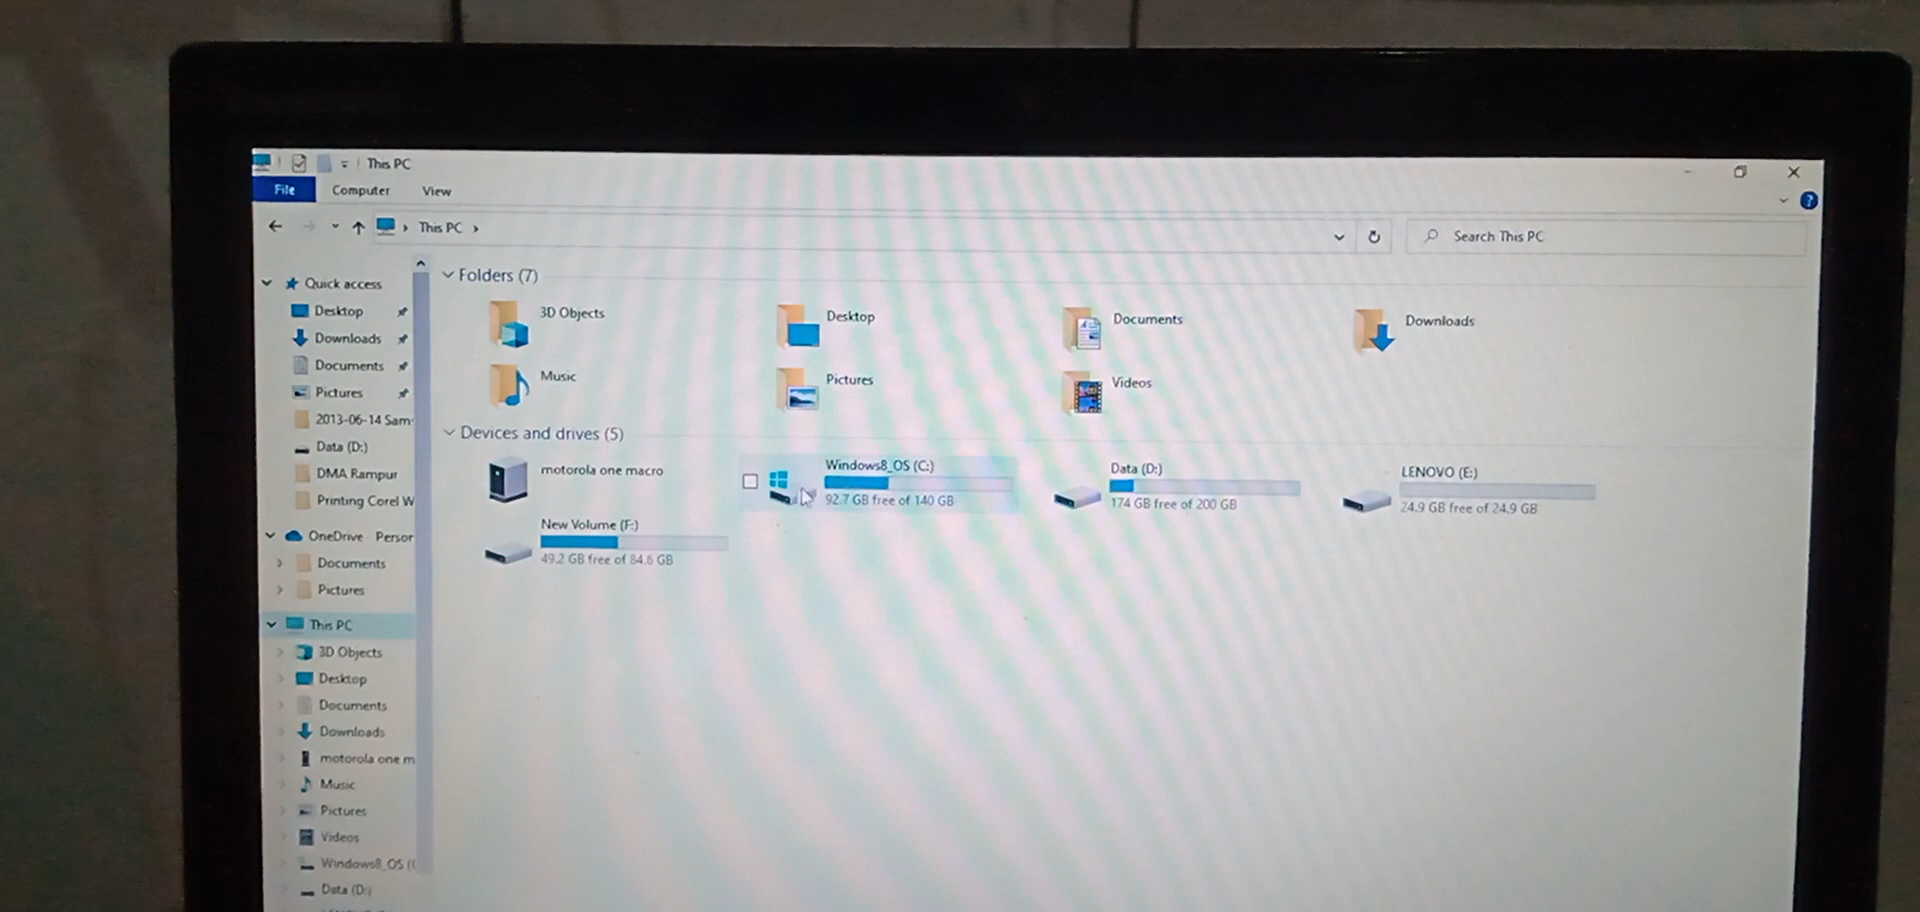 This PC
File Computer View
This PC
Search This PC
Quick access
Desktop
Downloads
Documents
Pictures
2013-06-14 Sam
Data (D:)
DMA Rampur
Printing Corel W
OneDrive Person
Documents
Pictures
This PC
3D Objects
Desktop
Documents
Downloads
motorola one m
Music
Pictures
Videos
Windows8_OS (
Data (D:)
Folders (7)
3D Objects Desktop Documents Downloads
Music Pictures Videos
Devices and drives (5)
motorola one macro
Windows8_OS (C:)
92.7 GB free of 140 GB
Data (D:)
174 GB free of 200 GB
LENOVO (E:)
24.9 GB free of 24.9 GB
New Volume (F:)
49.2 GB free of 84.6 GB